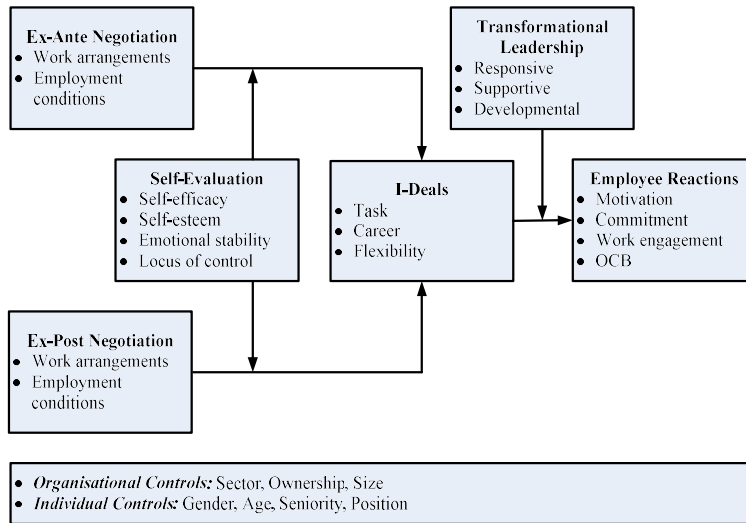 Ex-Ante Negotiation
• Work arrangements
• Employment
conditions
Transformational
Leadership
• Responsive
• Supportive
• Developmental
Self-Evaluation
• Self-efficacy
• Self-esteem
• Emotional stability
• Locus of control
I-Deals
• Task
• Career
• Flexibility
Employee Reactions
• Motivation
• Commitment
• Work engagement
• OCB
Ex-Post Negotiation
• Work arrangements
• Employment
conditions
• Organisational Controls: Sector, Ownership, Size
• Individual Controls: Gender, Age, Seniority, Position